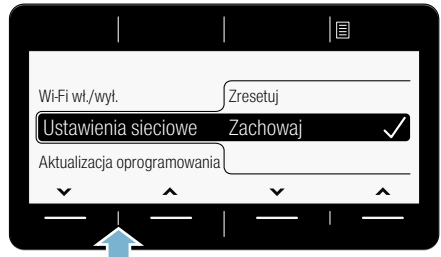 Wi-Fi wł./wył.
Zresetuj
Ustawienia sieciowe Zachowaj
Aktualizacja oprogramowania